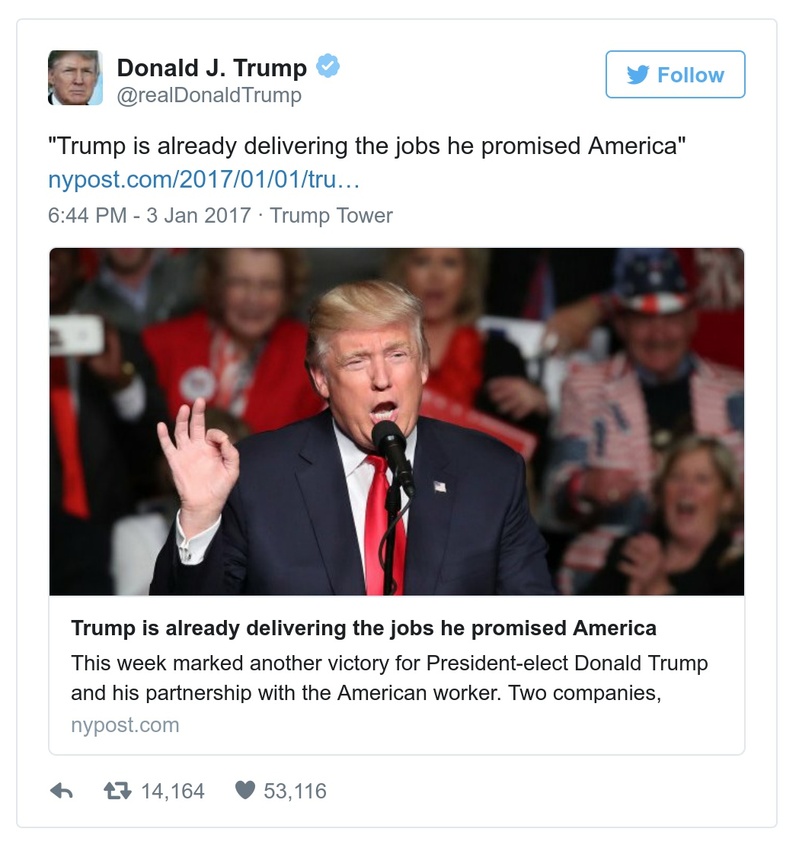 Donald J. Trump
@realDonaldTrump
Follow
"Trump is already delivering the jobs he promised America"
nypost.com/2017/01/01/tru…
6:44 PM - 3 Jan 2017 · Trump Tower
Trump is already delivering the jobs he promised America
This week marked another victory for President-elect Donald Trump
and his partnership with the American worker. Two companies,
nypost.com
14,164 53,116